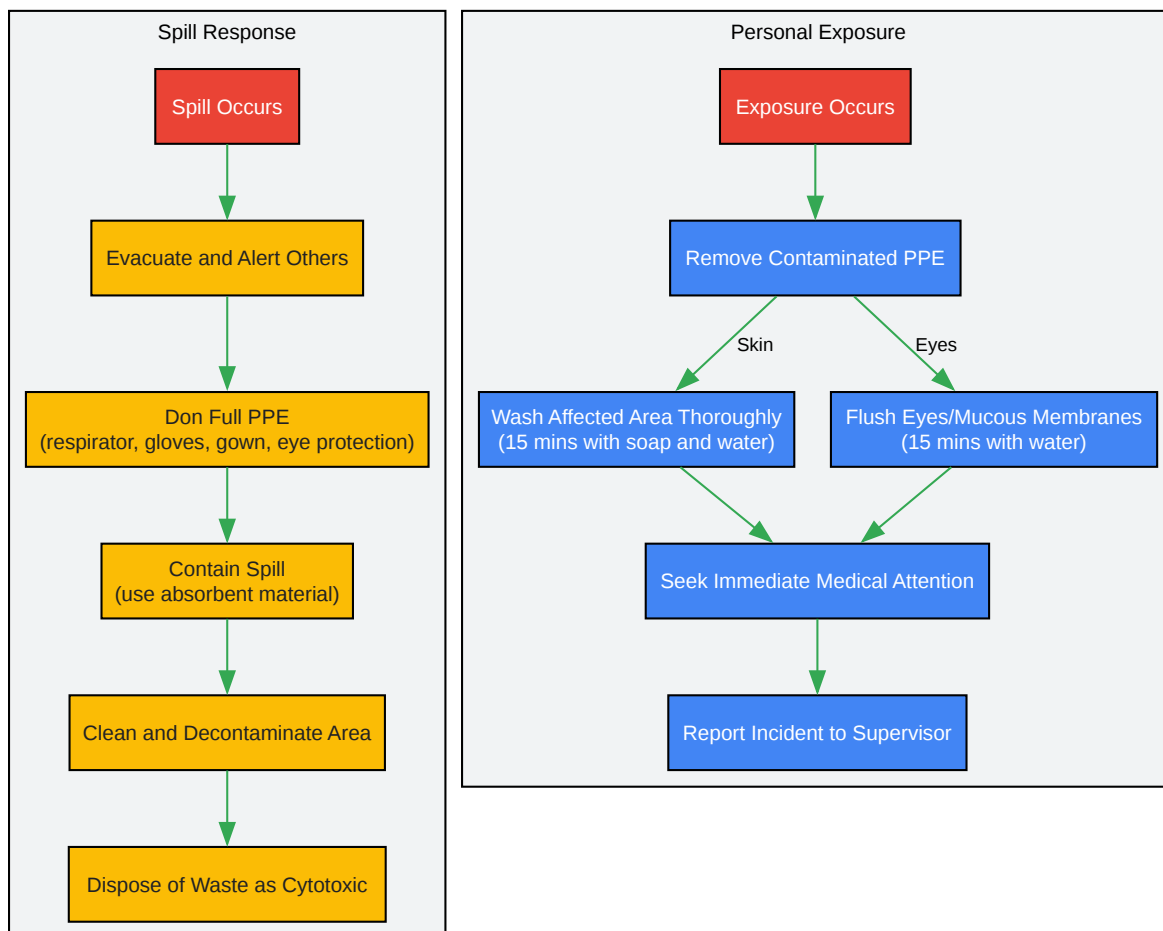 Spill Response
Spill Occurs
Evacuate and Alert Others
Don Full PPE
(respirator, gloves, gown, eye protection)
Contain Spill
(use absorbent material)
Clean and Decontaminate Area
Dispose of Waste as Cytotoxic
Personal Exposure
Exposure Occurs
Remove Contaminated PPE
Skin
Eyes
Wash Affected Area Thoroughly
(15 mins with soap and water)
Flush Eyes/Mucous Membranes
(15 mins with water)
Seek Immediate Medical Attention
Report Incident to Supervisor